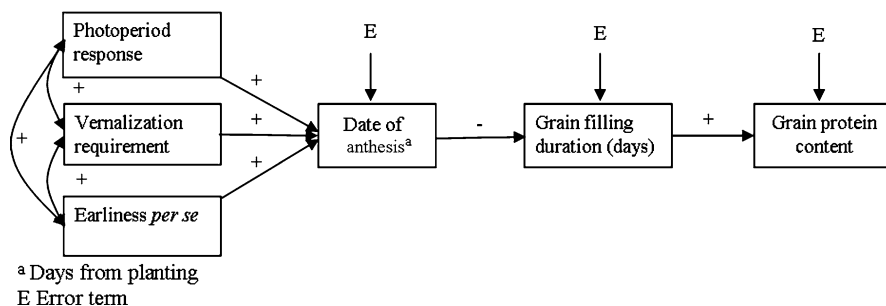 Photoperiod
response
+
+
Vernalization
requirement
+
+
Earliness per se
+
+
+
E
Date of
anthesisᵃ
-
E
Grain filling
duration (days)
+
E
Grain protein
content
ᵃ Days from planting
E Error term